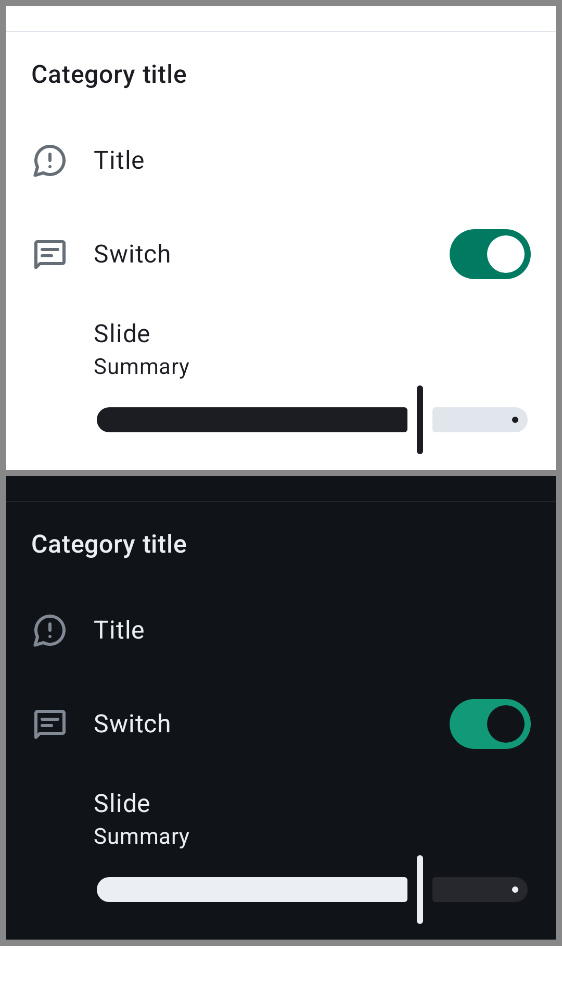 Category title
Title
Switch
Slide
Summary
Category title
Title
Switch
Slide
Summary